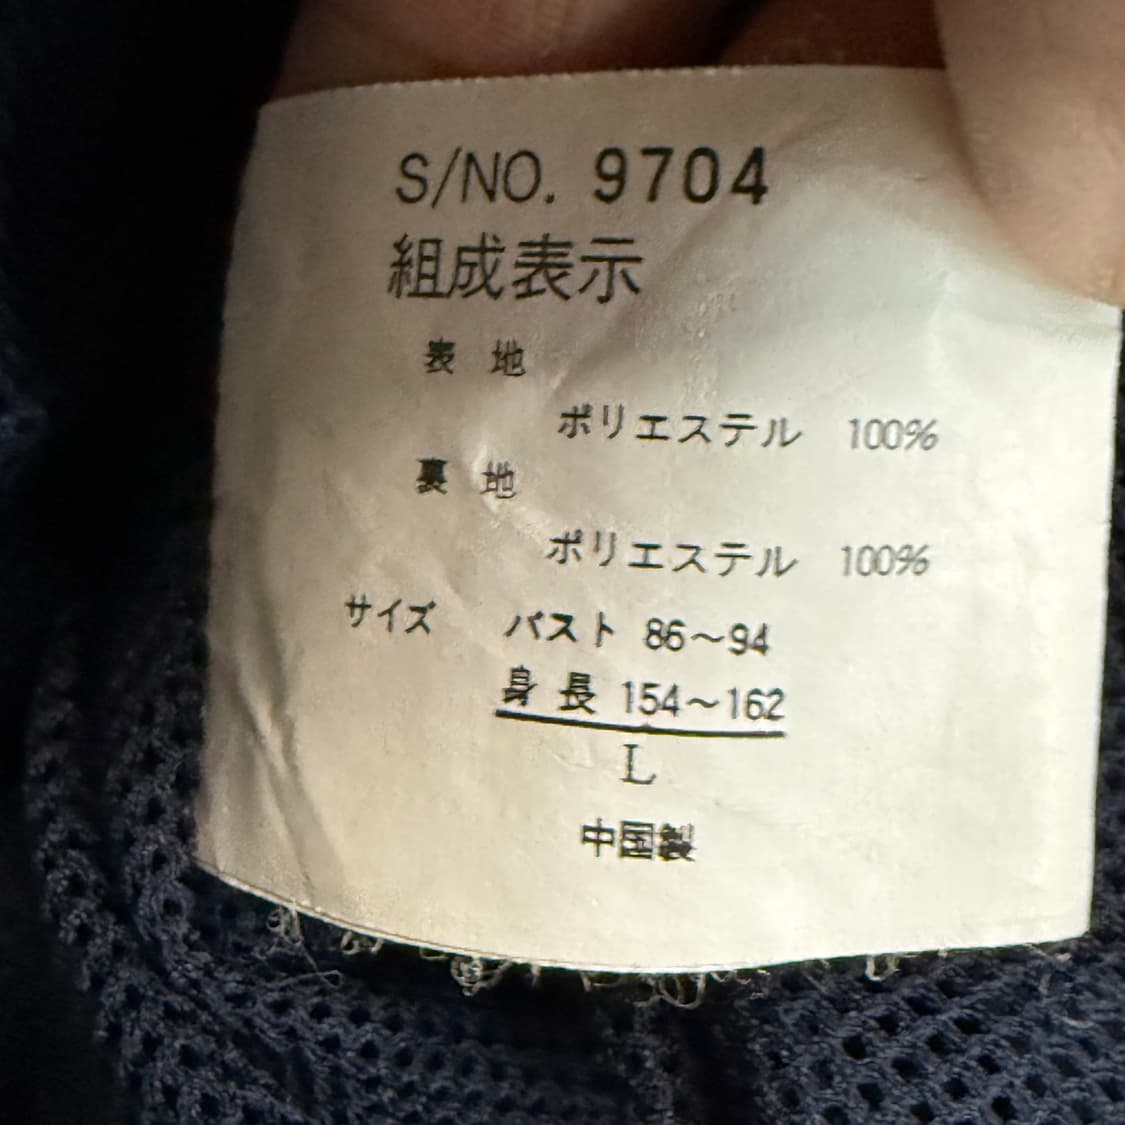 S/NO. 9704
組成表示
表 地
ポリエステル 100%
裏 地
ポリエステル 100%
サイズ バスト 86～94
身 長 154～162
L
中国製